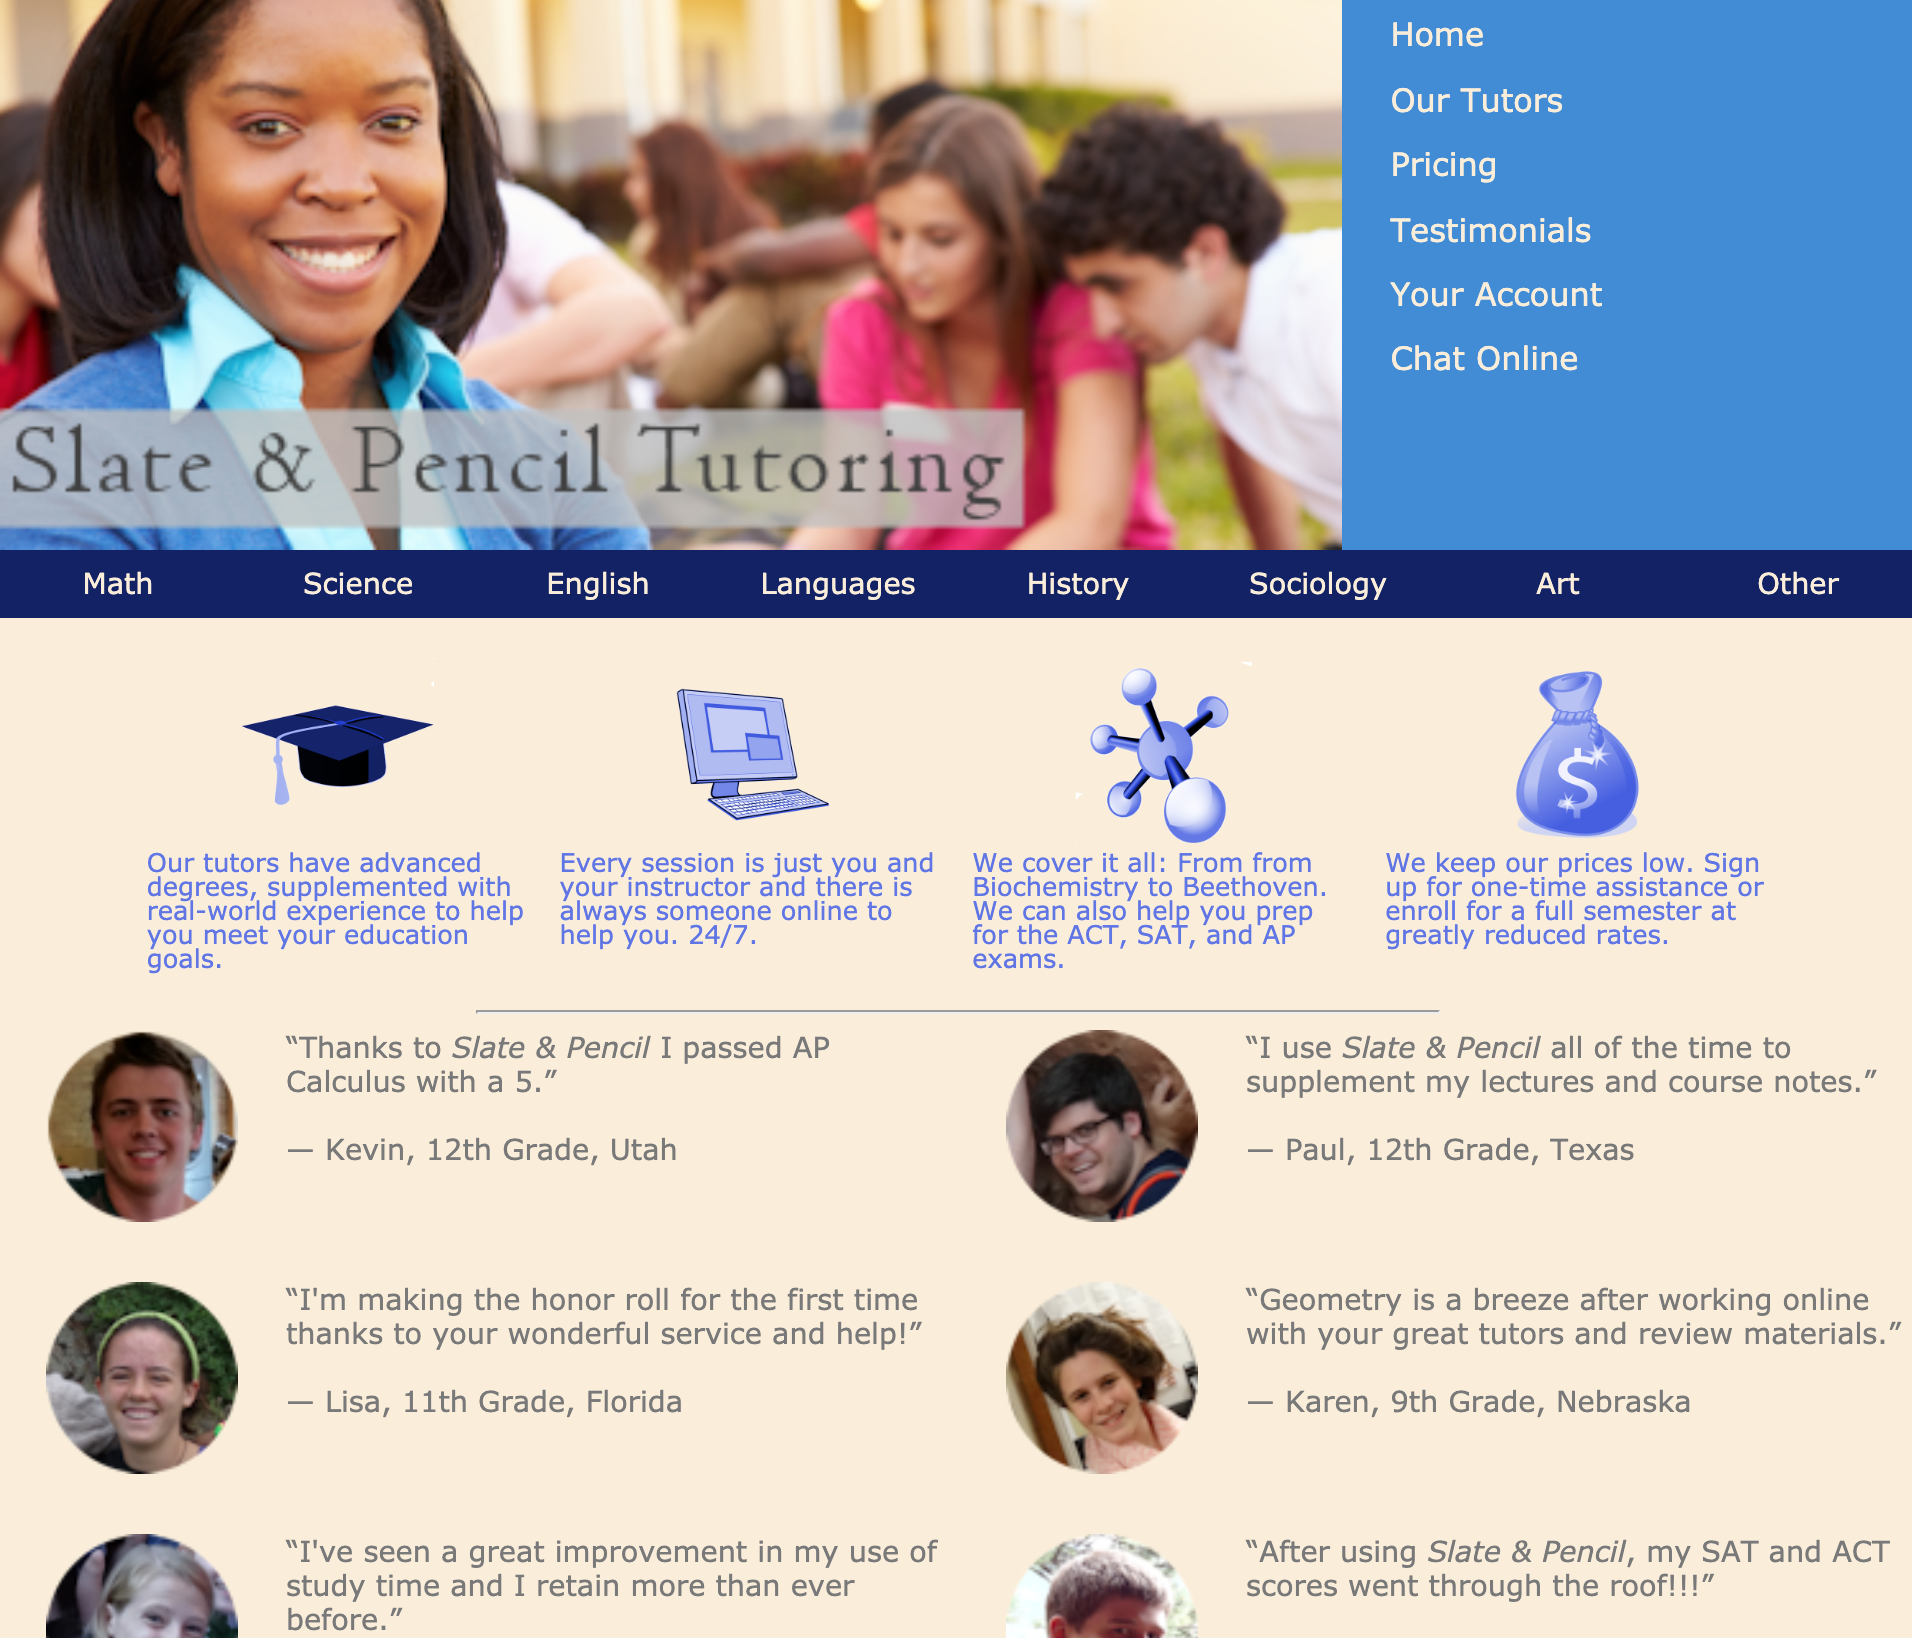 Home
Our Tutors
Pricing
Testimonials
Your Account
Chat Online
Slate & Pencil Tutoring
Math Science English Languages History Sociology Art Other
Our tutors have advanced
degrees, supplemented with
real-world experience to help
you meet your education
goals.
Every session is just you and
your instructor and there is
always someone online to
help you. 24/7.
We cover it all: From from
Biochemistry to Beethoven.
We can also help you prep
for the ACT, SAT, and AP
exams.
$
We keep our prices low. Sign
up for one-time assistance or
enroll for a full semester at
greatly reduced rates.
“Thanks to Slate & Pencil I passed AP
Calculus with a 5.”
— Kevin, 12th Grade, Utah
“I use Slate & Pencil all of the time to
supplement my lectures and course notes.”
— Paul, 12th Grade, Texas
“I'm making the honor roll for the first time
thanks to your wonderful service and help!”
— Lisa, 11th Grade, Florida
“Geometry is a breeze after working online
with your great tutors and review materials.”
— Karen, 9th Grade, Nebraska
“I've seen a great improvement in my use of
study time and I retain more than ever
before.”
“After using Slate & Pencil, my SAT and ACT
scores went through the roof!!!”